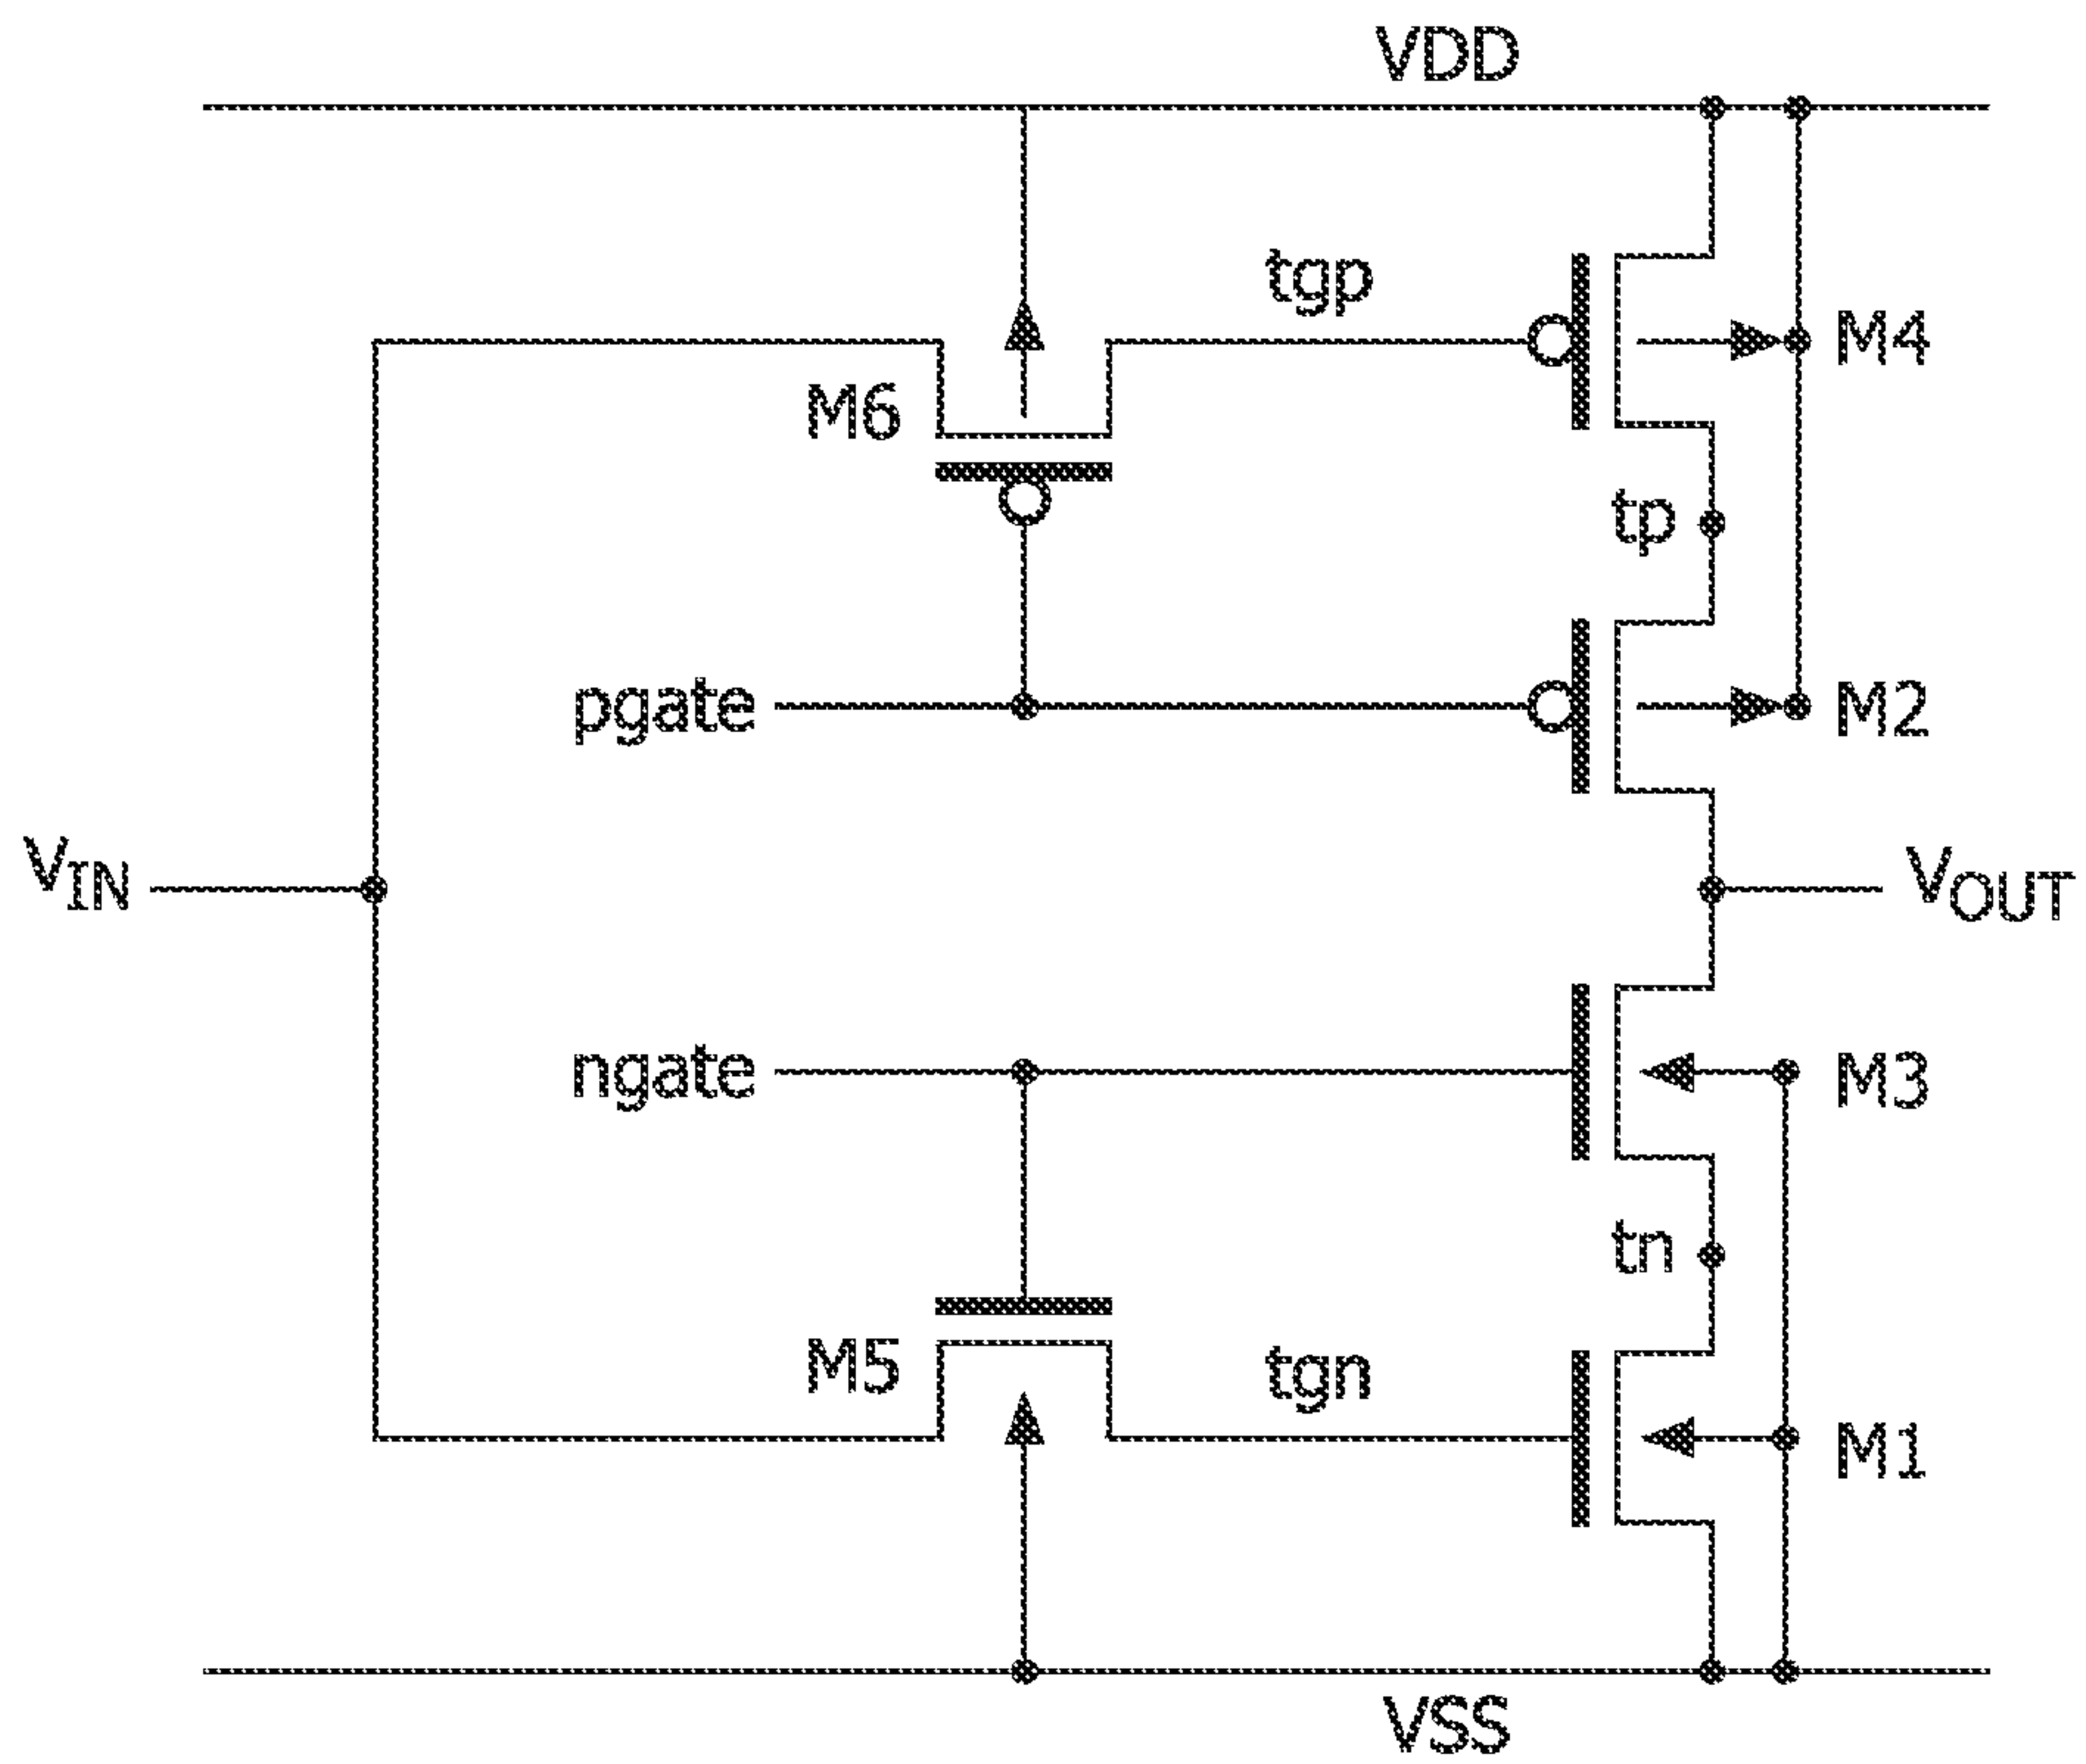 VDD
tgp
M4
M6
tp
pgate
M2
VIN
VOUT
ngate
M3
tn
M5
tgn
M1
VSS